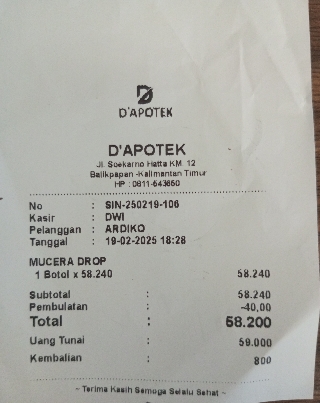 D'APOTEK
D'APOTEK
Jl. Soekarno Hatta KM. 12
Balikpapan -Kalimantan Timur
HP : 0811-543650
No : SIN-250219-106
Kasir : DWI
Pelanggan : ARDIKO
Tanggal : 19-02-2025 18:28
MUCERA DROP
1 Botol x 58.240 58.240
Subtotal : 58.240
Pembulatan : -40,00
Total : 58.200
Uang Tunai : 59.000
Kembalian : 800
~ Terima Kasih Semoga Selalu Sehat ~